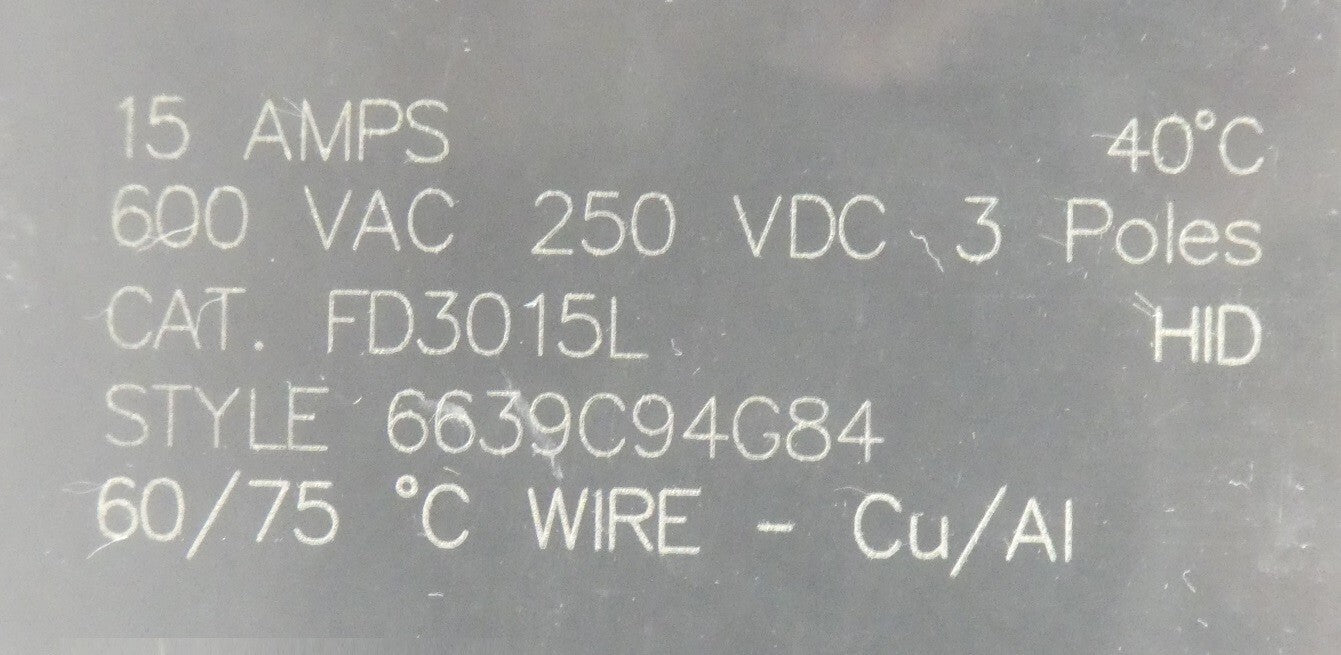 15 AMPS 40°C
600 VAC 250 VDC 3 Poles
CAT. FD3015L HID
STYLE 6639C94G84
60/75 °C WIRE - Cu/Al